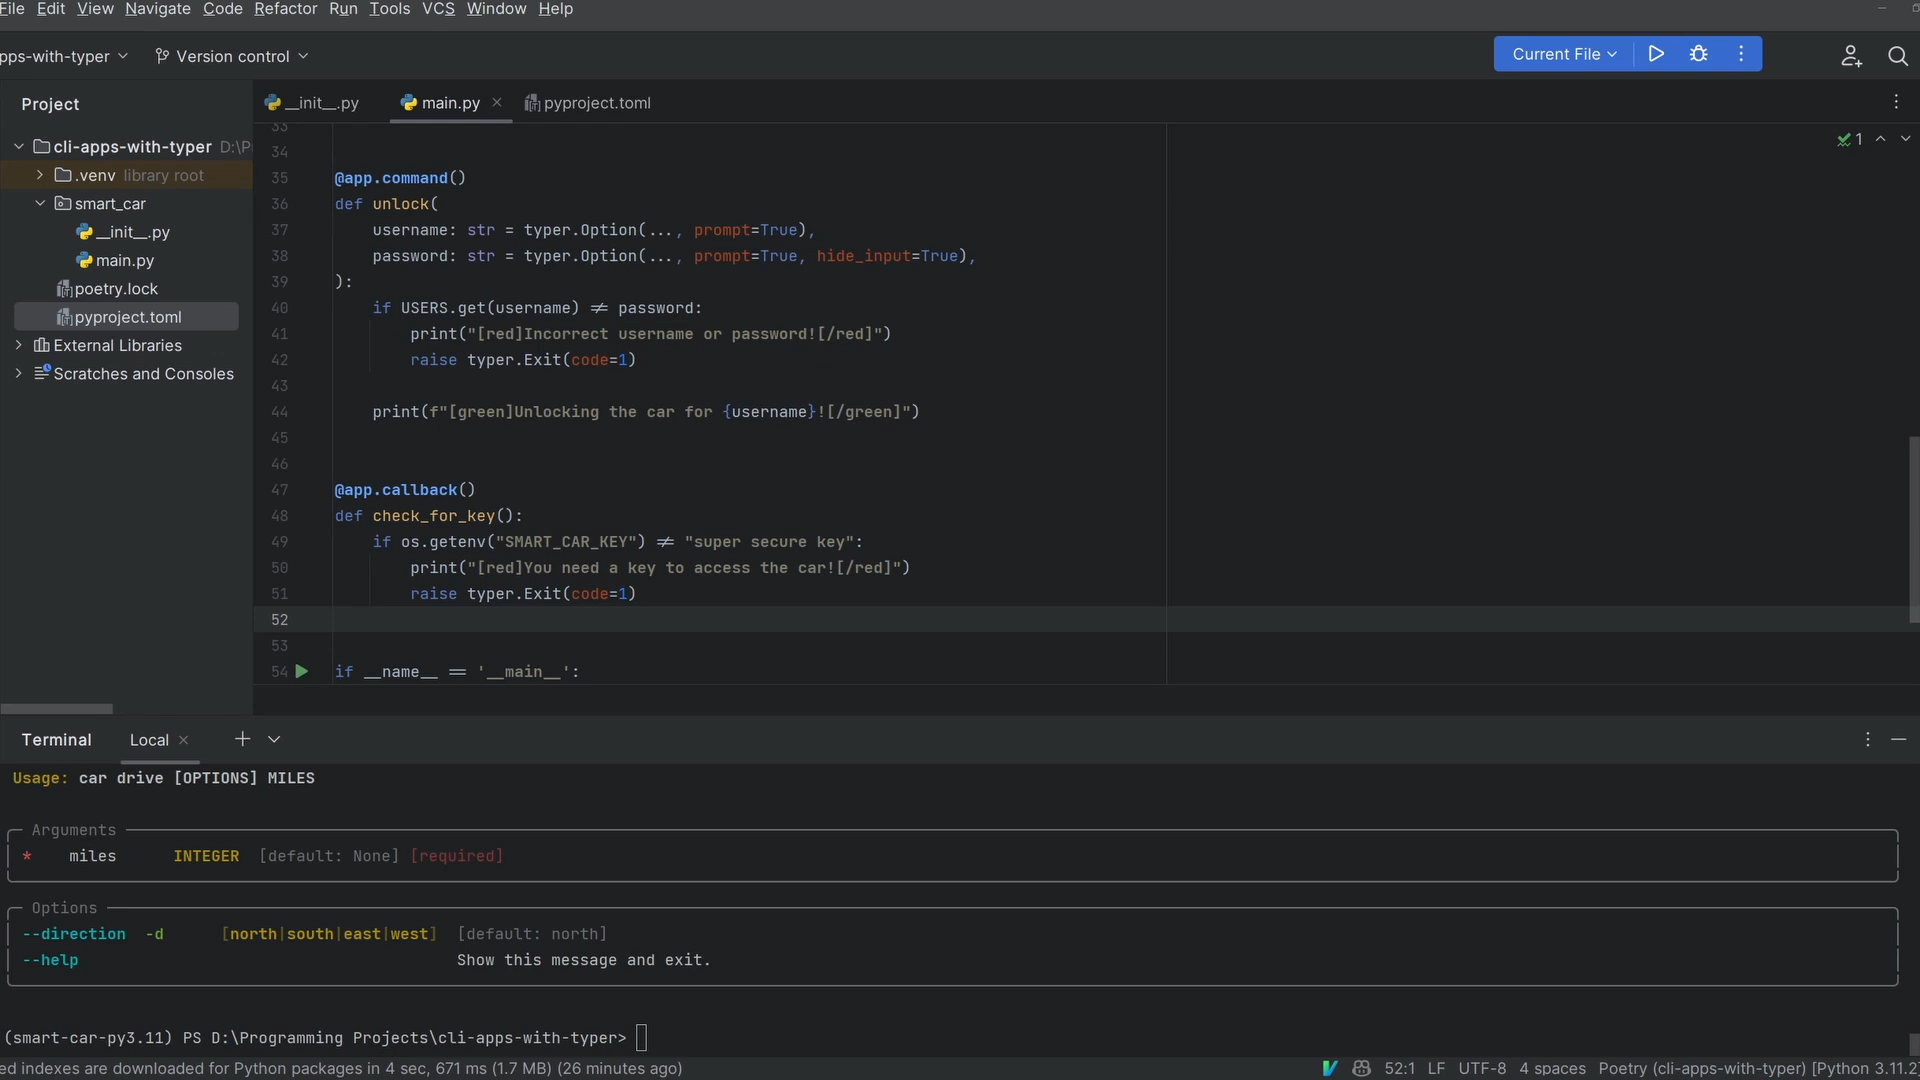 File Edit View Navigate Code Refactor Run Tools VCS Window Help
pps-with-typer Version control Current File
Project
__init__.py main.py pyproject.toml
cli-apps-with-typer D:\P
.venv library root
smart_car
__init__.py
main.py
poetry.lock
pyproject.toml
External Libraries
Scratches and Consoles
1
33
34
35 @app.command()
36 def unlock(
37 username: str = typer.Option(..., prompt=True),
38 password: str = typer.Option(..., prompt=True, hide_input=True),
39 ):
40 if USERS.get(username) != password:
41 print("[red]Incorrect username or password![/red]")
42 raise typer.Exit(code=1)
43
44 print(f"[green]Unlocking the car for {username}![/green]")
45
46
47 @app.callback()
48 def check_for_key():
49 if os.getenv("SMART_CAR_KEY") != "super secure key":
50 print("[red]You need a key to access the car![/red]")
51 raise typer.Exit(code=1)
52
53
54 if __name__ == '__main__':
Terminal Local
Usage: car drive [OPTIONS] MILES
Arguments
* miles INTEGER [default: None] [required]
Options
--direction -d [north|south|east|west] [default: north]
--help Show this message and exit.
(smart-car-py3.11) PS D:\Programming Projects\cli-apps-with-typer>
ed indexes are downloaded for Python packages in 4 sec, 671 ms (1.7 MB) (26 minutes ago) 52:1 LF UTF-8 4 spaces Poetry (cli-apps-with-typer) [Python 3.11.2